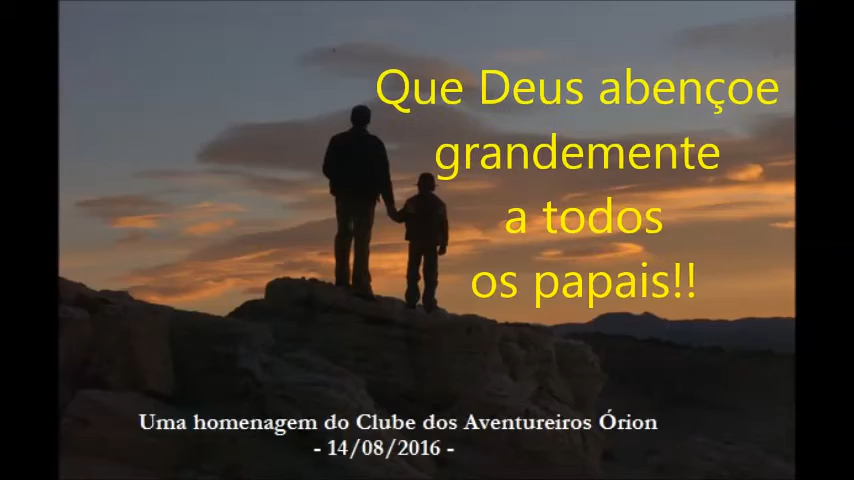 Que Deus abençoe
grandemente
a todos
os papais!!
Uma homenagem do Clube dos Aventureiros Órion
- 14/08/2016 -